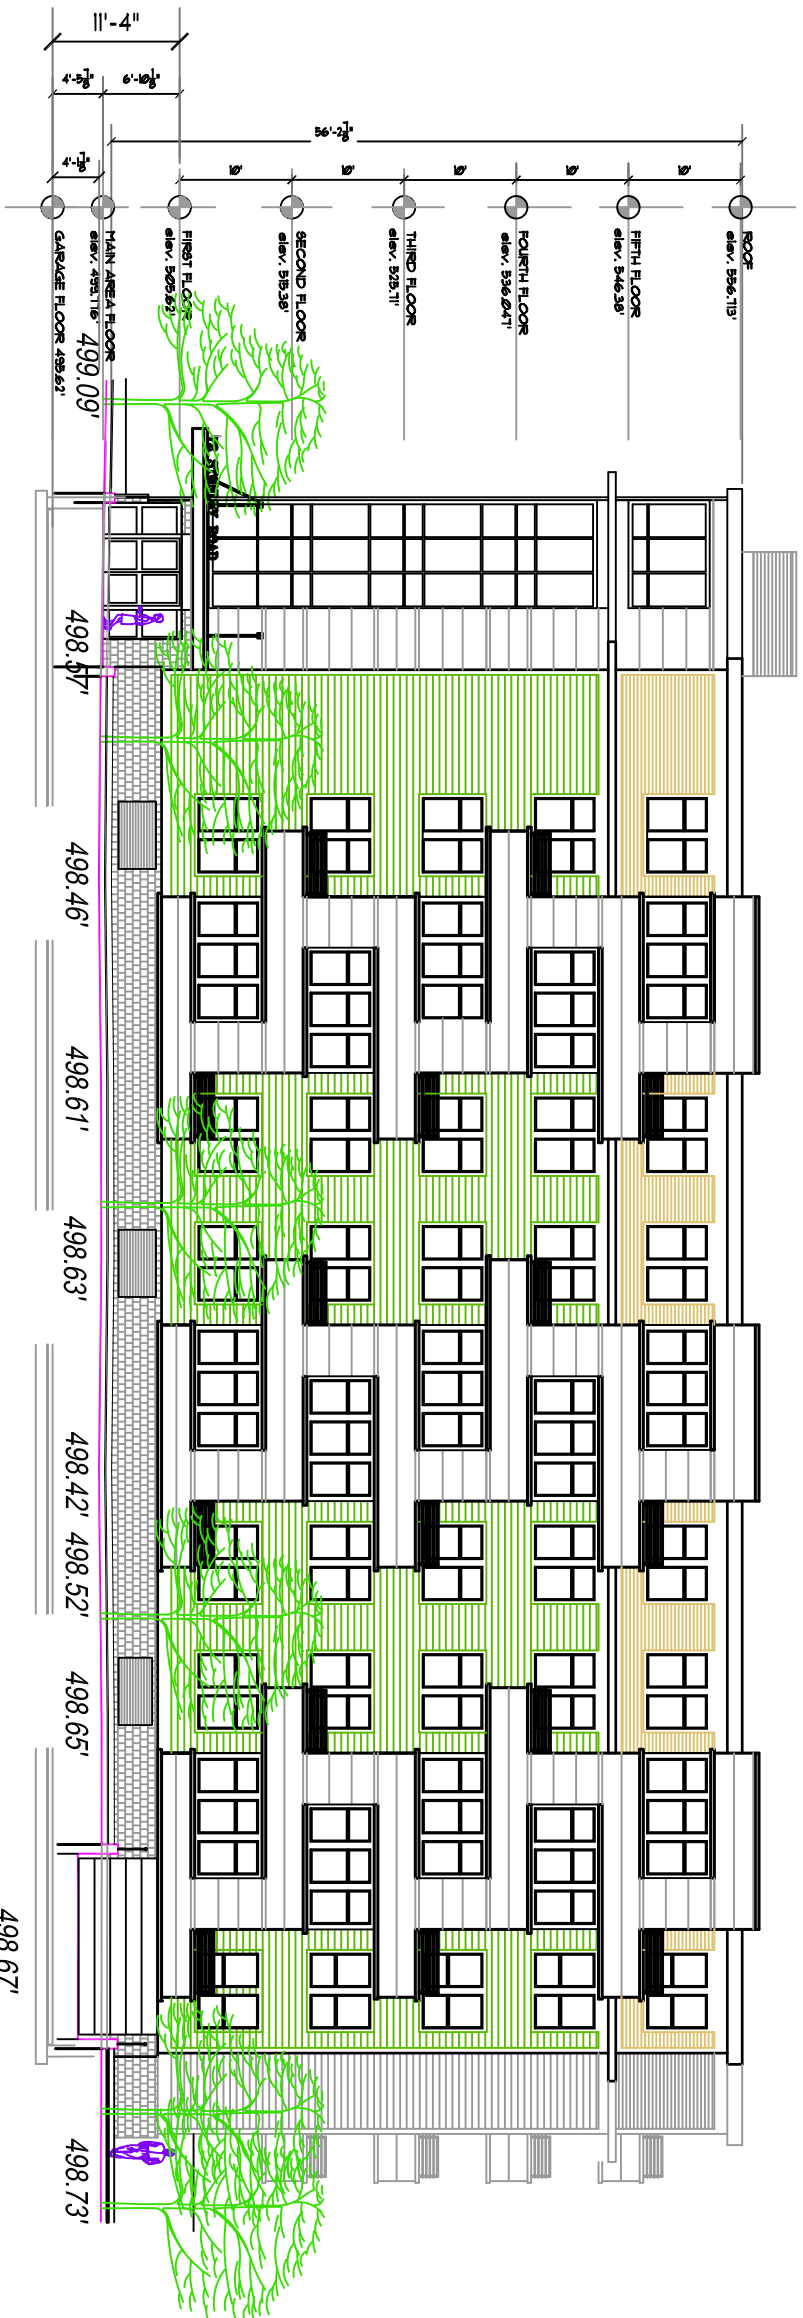 11'-4"
4'-5⅞"
6'-10⅛"
56'-2⅞"
4'-1⅞"
10'
10'
10'
10'
10'
ROOF
elev. 556.713'
FIFTH FLOOR
elev. 546.38'
FOURTH FLOOR
elev. 536.047'
THIRD FLOOR
elev. 525.71'
SECOND FLOOR
elev. 515.38'
FIRST FLOOR
elev. 505.62'
MAIN AREA FLOOR
elev. 499.116'
GARAGE FLOOR 495.62'
ROAD
499.09'
498.57'
498.46'
498.61'
498.63'
498.42'
498.52'
498.65'
498.67'
498.73'